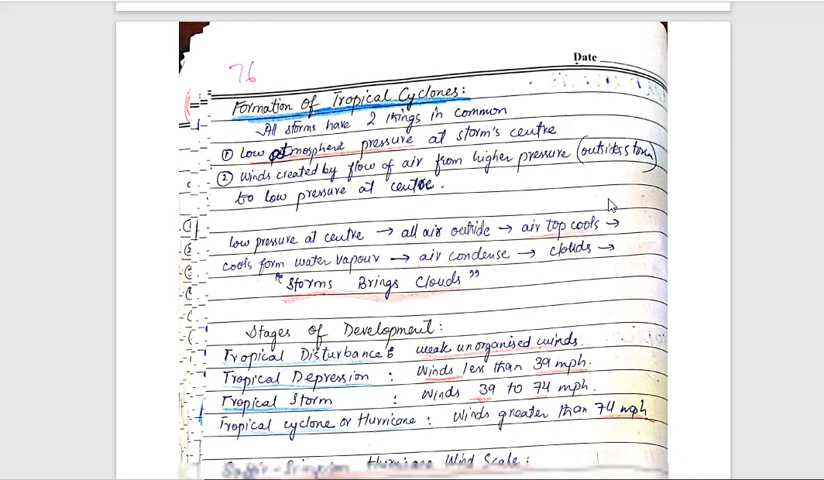 76
Date
Formation Of Tropical Cyclones:
All storms have 2 things in common
① Low atmospheric pressure at storm's centre
② Winds created by flow of air from higher pressure (outside storm)
to low pressure at centre.
low pressure at centre → all air outside → air top cools →
cools form water vapour → air condense → clouds →
"Storms Brings Clouds"
Stages of Development:
Tropical Disturbance: weak unorganised winds.
Tropical Depression : Winds less than 39 mph.
Tropical Storm : Winds 39 to 74 mph.
Tropical cyclone or Hurricane : Winds greater than 74 mph
Saffir-Simpson Hurricane Wind Scale: